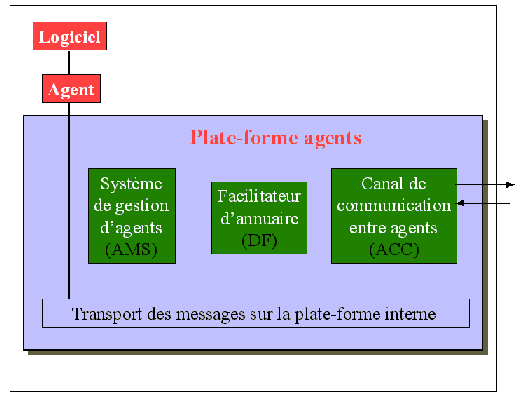 Logiciel
Agent
Plate-forme agents
Système
de gestion
d'agents
(AMS)
Facilitateur
d'annuaire
(DF)
Canal de
communication
entre agents
(ACC)
Transport des messages sur la plate-forme interne